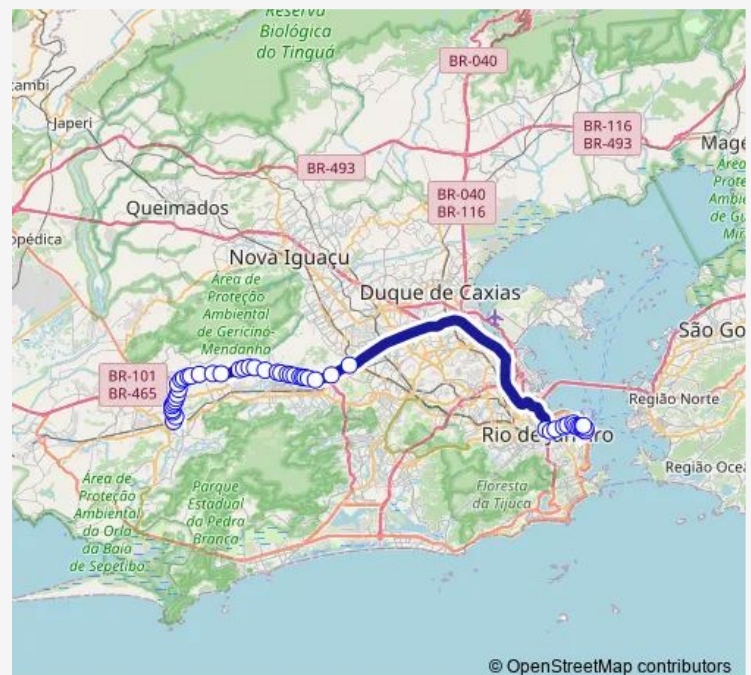 Reserva
Biológica
do Tinguá
BR-040
Japeri
BR-116
BR-493
BR-493
BR-040
BR-116
Queimados
Nova Iguaçu
Duque de Caxias
Área de
Proteção
Ambiental
de Gericinó-
Mendanha
São Go
BR-101
BR-465
Região Norte
Rio de Janeiro
Região Ocea
Floresta
da Tijuca
Parque
Estadual
da Pedra
Branca
Área de
Proteção
Ambiental
da Orla
da Baía
de Sepetiba
© OpenStreetMap contributors